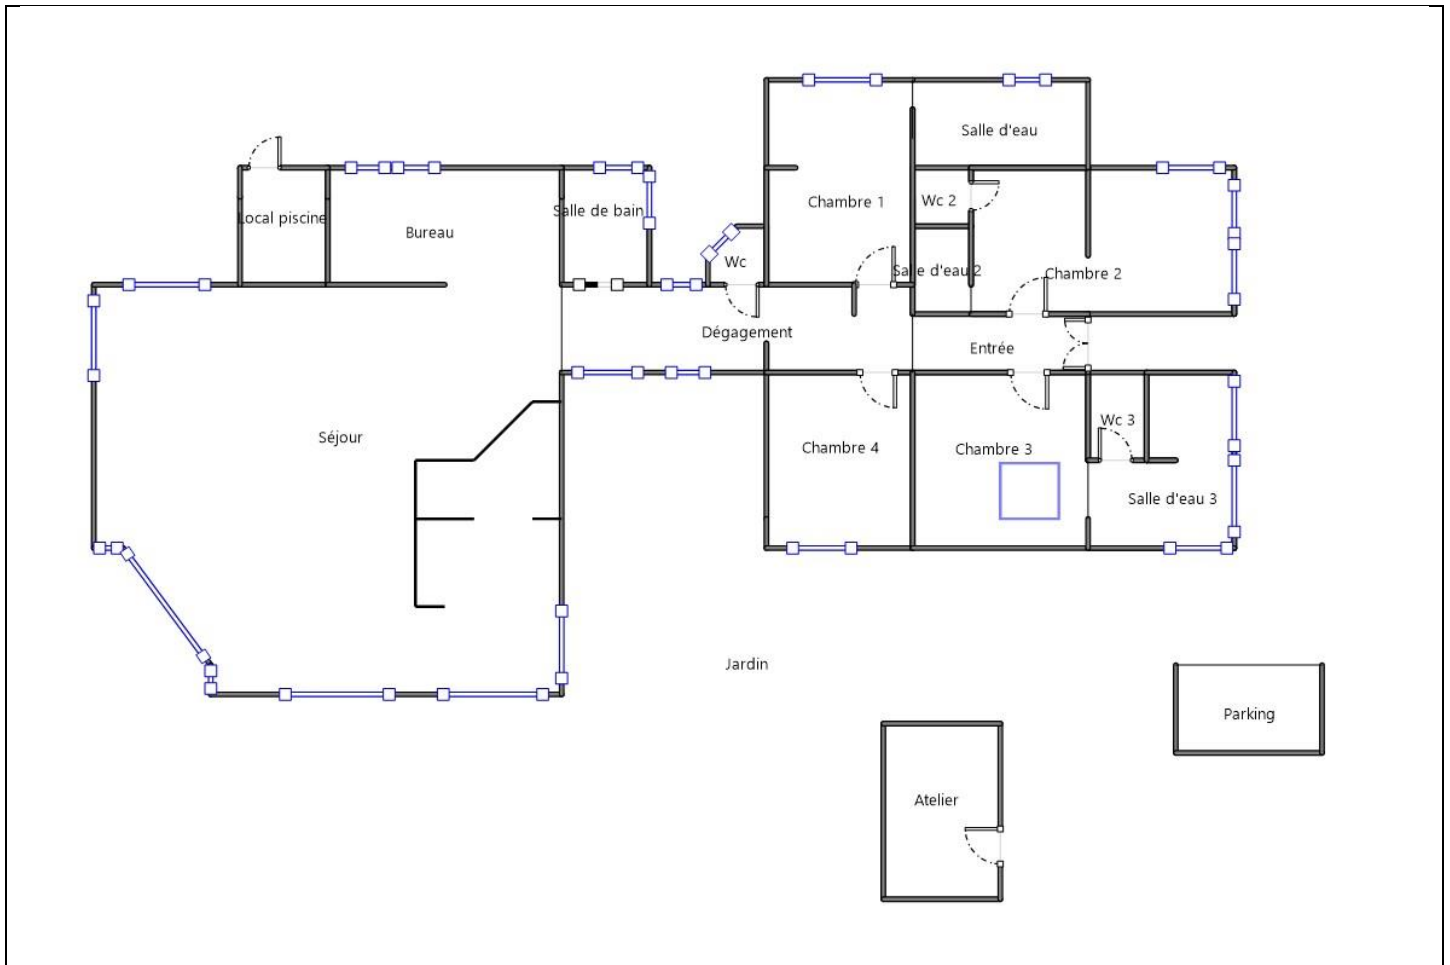 Salle d'eau
Local piscine
Bureau
Salle de bain
Chambre 1
Wc 2
Wc
Salle d'eau 2
Chambre 2
Dégagement
Entrée
Séjour
Chambre 4
Chambre 3
Wc 3
Salle d'eau 3
Jardin
Parking
Atelier